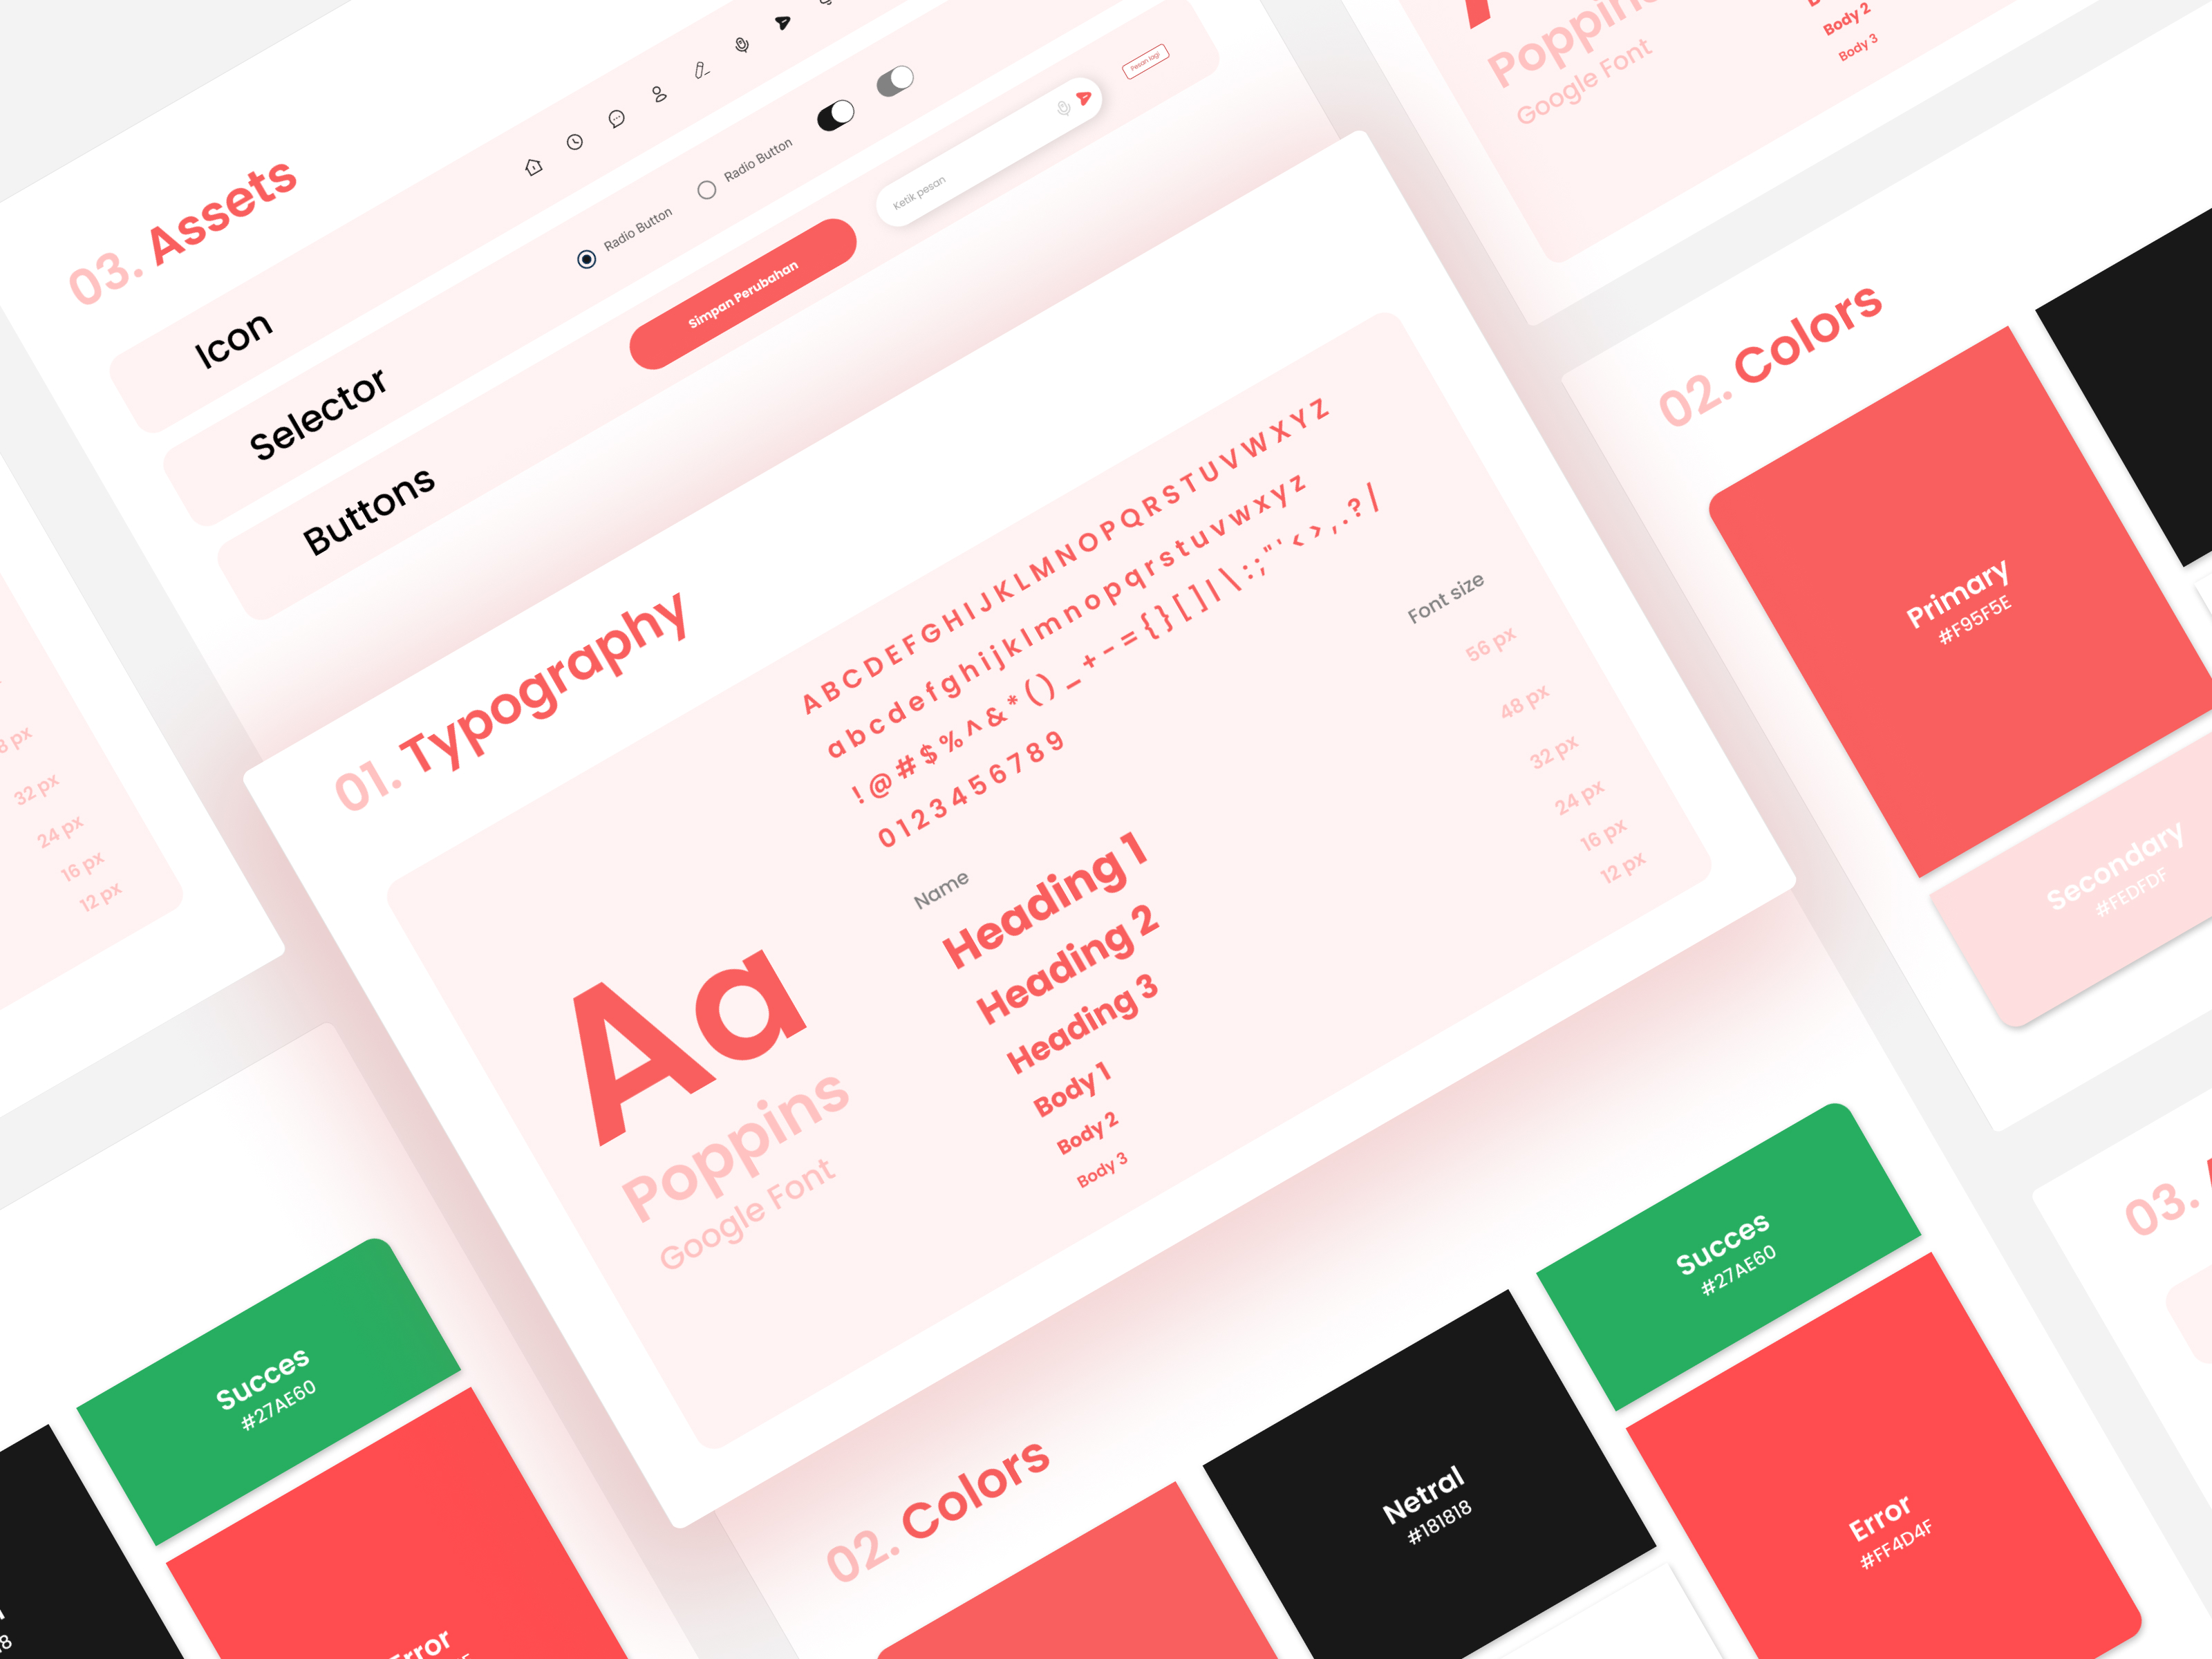 03. Assets
Icon
Selector
Radio Button
Radio Button
Buttons
Simpan Perubahan
Ketik pesan
Pesan lagi
Poppins
Google Font
Body 2
Body 3
02. Colors
Primary
#F95F5E
Secondary
#FEDFDF
32 px
24 px
16 px
12 px
01. Typography
A B C D E F G H I J K L M N O P Q R S T U V W X Y Z
a b c d e f g h i j k l m n o p q r s t u v w x y z
! @ # $ % ^ & * ( ) _ + - = { } [ ] | \ : ; " ' < > , . ? /
0 1 2 3 4 5 6 7 8 9
Aa
Poppins
Google Font
Name
Font size
Heading 1
56 px
Heading 2
48 px
Heading 3
32 px
Body 1
24 px
Body 2
16 px
Body 3
12 px
Succes
#27AE60
Error
02. Colors
Netral
#181818
Succes
#27AE60
Error
#FF4D4F
03.